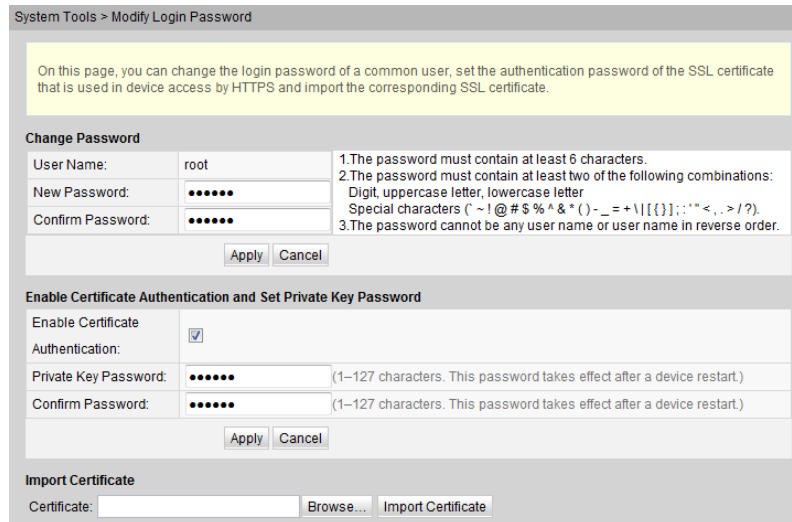 System Tools > Modify Login Password
On this page, you can change the login password of a common user, set the authentication password of the SSL certificate
that is used in device access by HTTPS and import the corresponding SSL certificate.
Change Password
User Name: root
New Password: ●●●●●●
Confirm Password: ●●●●●●
1.The password must contain at least 6 characters.
2.The password must contain at least two of the following combinations:
Digit, uppercase letter, lowercase letter
Special characters (` ~ ! @ # $ % ^ & * ( ) - _ = + \ | [ { } ] ; : ' " < , . > / ?).
3.The password cannot be any user name or user name in reverse order.
Apply Cancel
Enable Certificate Authentication and Set Private Key Password
Enable Certificate
Authentication:
Private Key Password: ●●●●●● (1–127 characters. This password takes effect after a device restart.)
Confirm Password: ●●●●●● (1–127 characters. This password takes effect after a device restart.)
Apply Cancel
Import Certificate
Certificate: Browse... Import Certificate